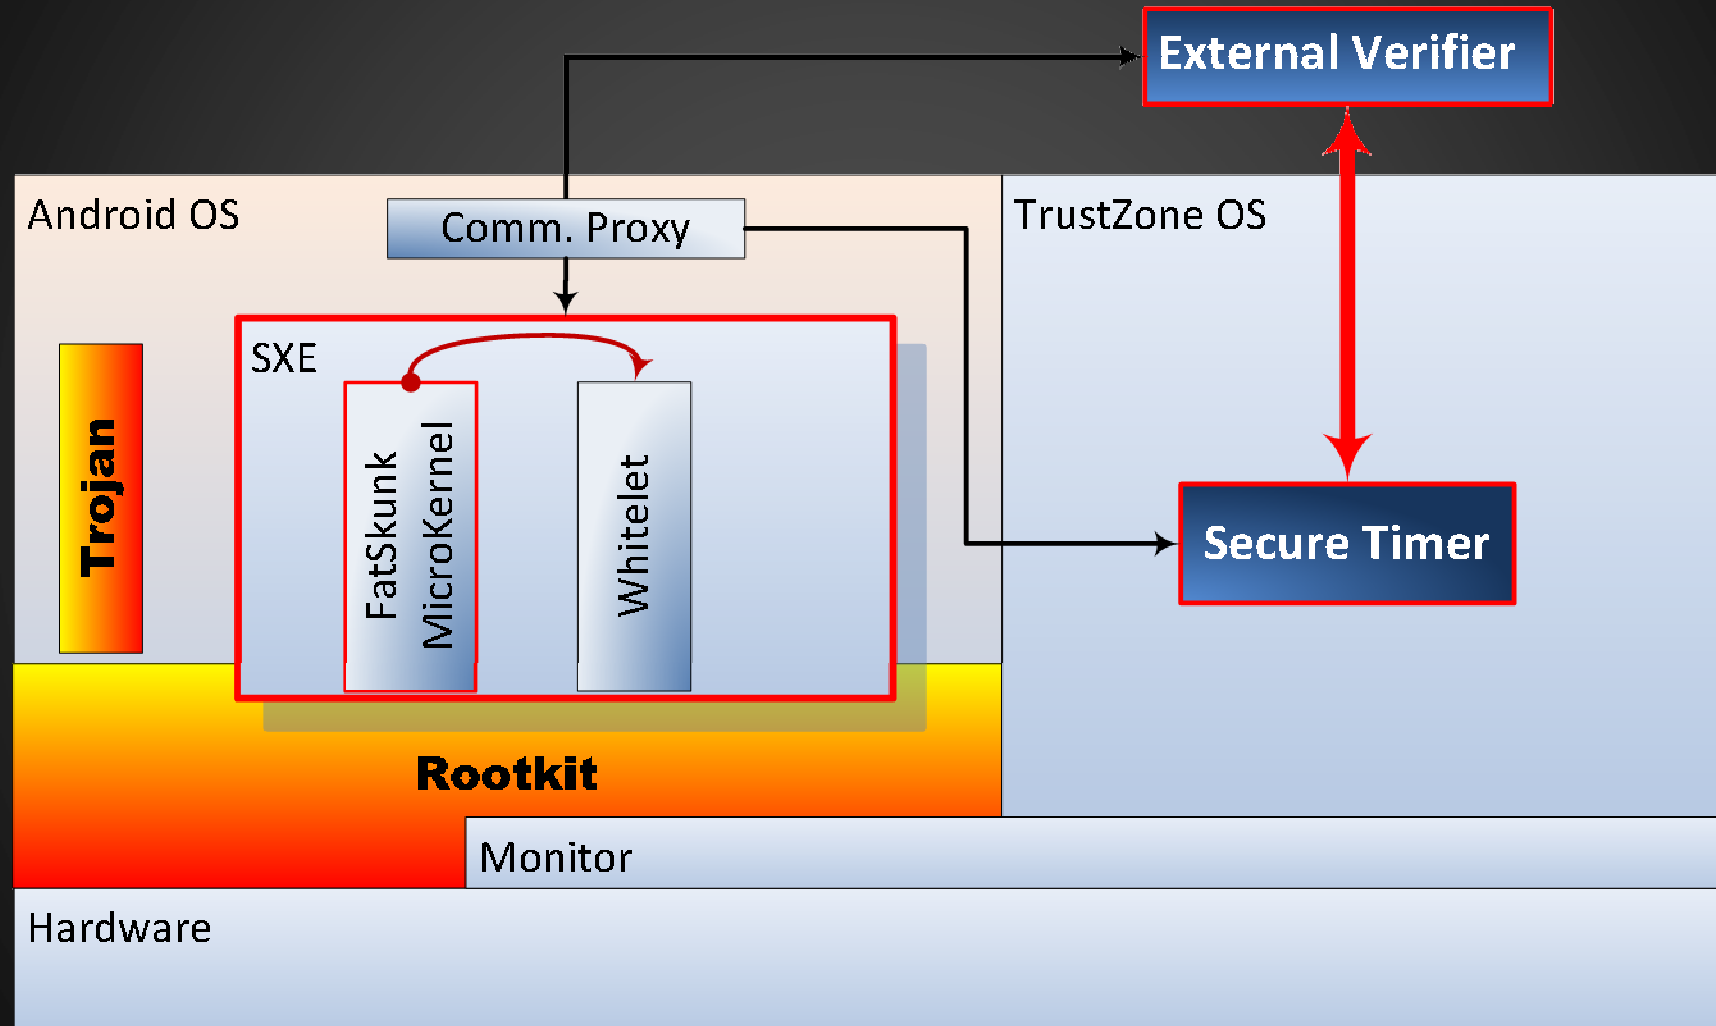 External Verifier
Android OS
Comm. Proxy
TrustZone OS
SXE
Trojan
FatSkunk
MicroKernel
Whitelet
Secure Timer
Rootkit
Monitor
Hardware